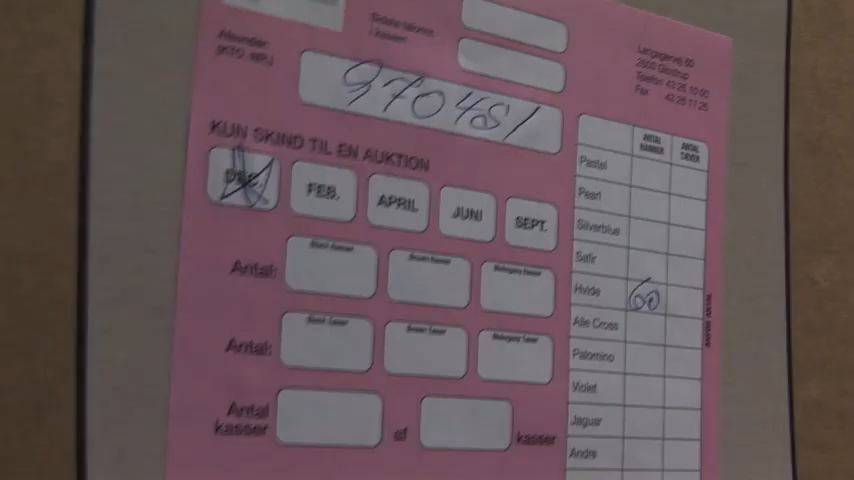 Sidste talonnr.
i kassen:
Langagervej 60
2600 Glostrup
Telefon 43 26 10 00
Fax 43 26 11 26
Afsender:
(KTO. NR.)
970481
KUN SKIND TIL EN AUKTION
DEC.
FEB.
APRIL
JUNI
SEPT.
Antal:
Antal:
Antal
kasser
af
kasser
ANTAL
HANNER
ANTAL
TÆVER
Pastel
Pearl
Silverblue
Safir
Hvide 60
Alle Cross
Palomino
Violet
Jaguar
Andre